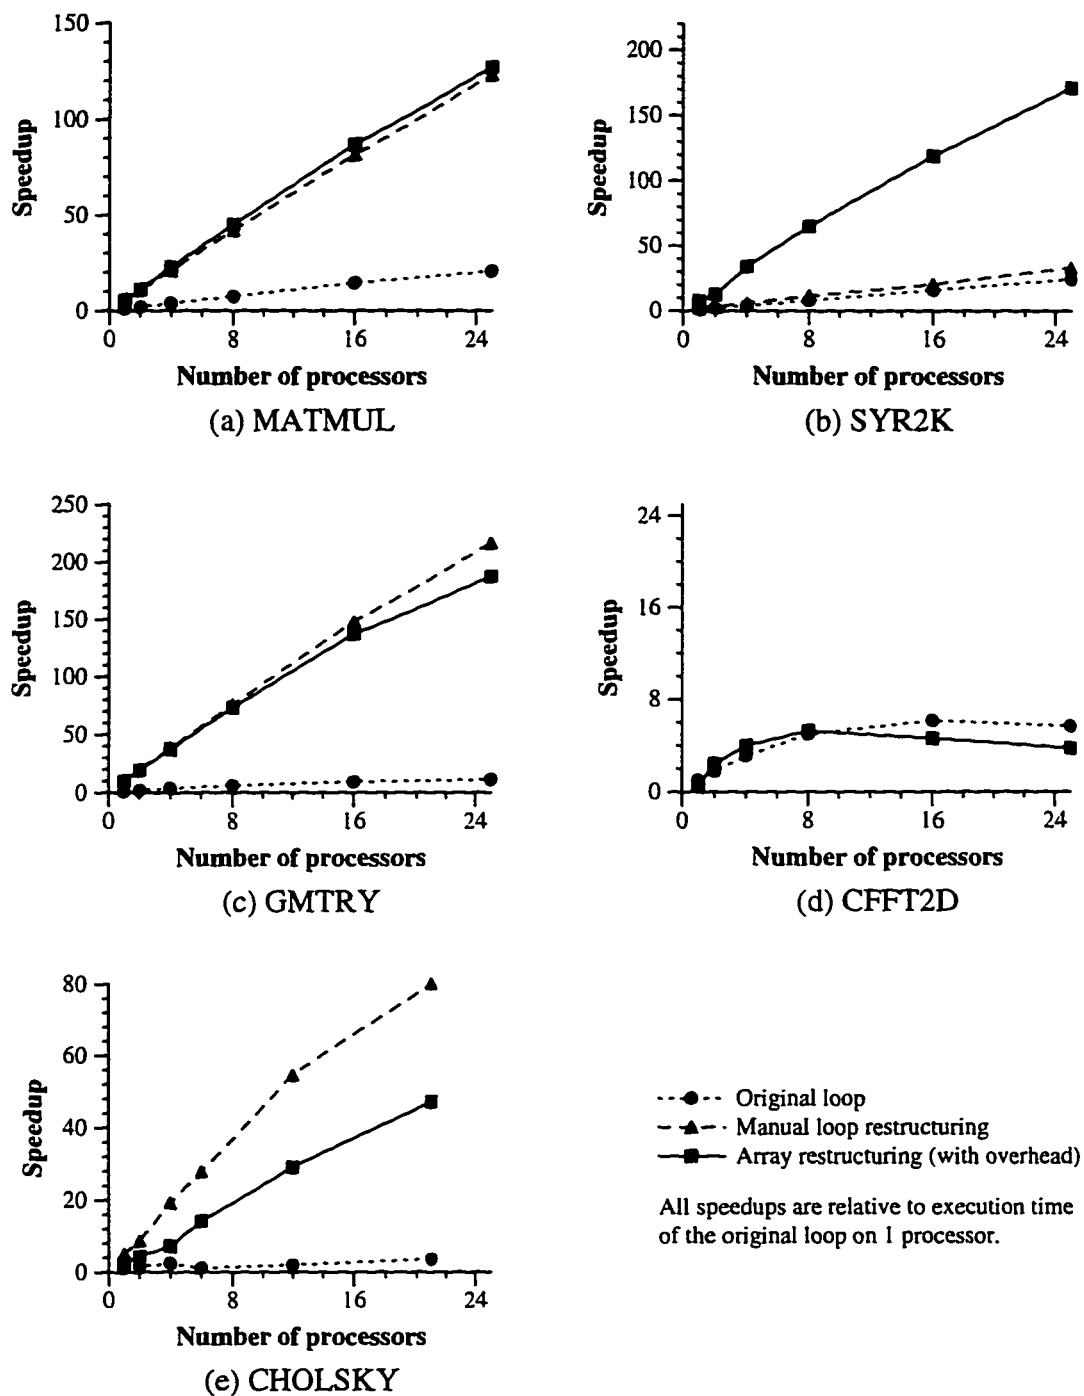 150
100
50
0
Speedup
0
8
16
24
Number of processors
(a) MATMUL
200
150
100
50
0
Speedup
0
8
16
24
Number of processors
(b) SYR2K
250
200
150
100
50
0
Speedup
0
8
16
24
Number of processors
(c) GMTRY
24
16
8
0
Speedup
0
8
16
24
Number of processors
(d) CFFT2D
80
60
40
20
0
Speedup
0
8
16
24
Number of processors
(e) CHOLSKY
Original loop
Manual loop restructuring
Array restructuring (with overhead)
All speedups are relative to execution time
of the original loop on 1 processor.